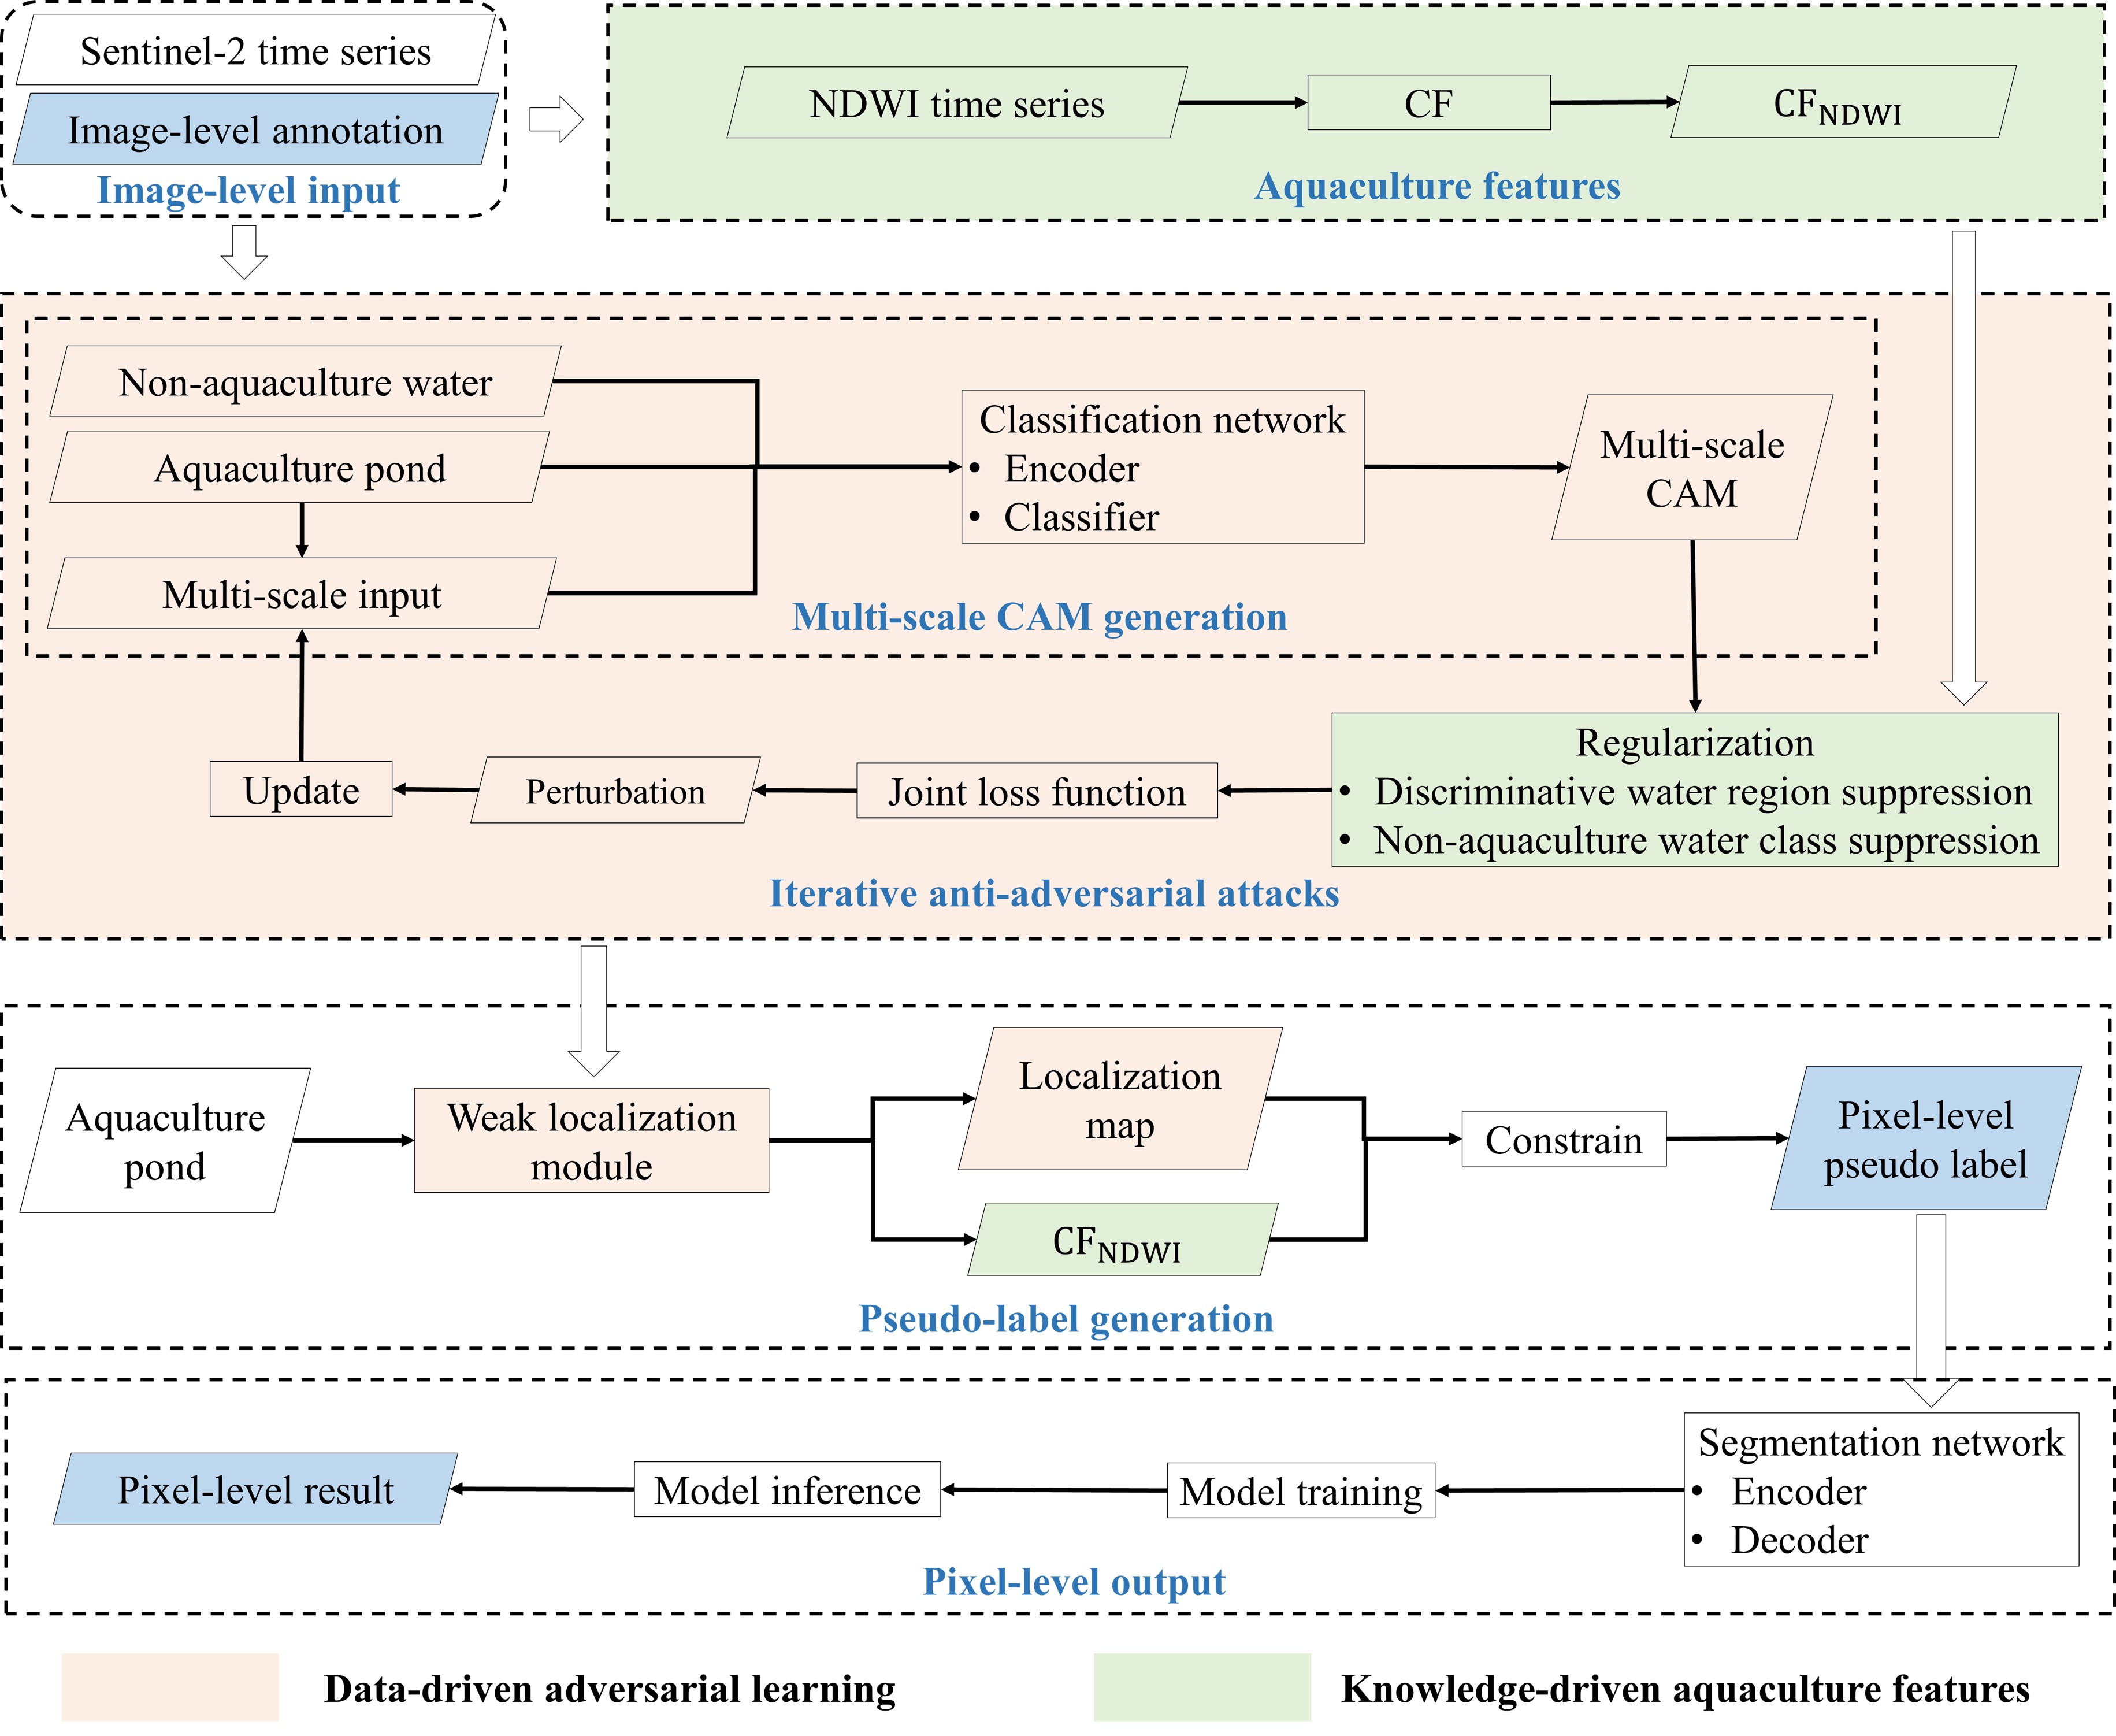 Sentinel-2 time series
Image-level annotation
Image-level input
NDWI time series
CF
CF_NDWI
Aquaculture features
Non-aquaculture water
Aquaculture pond
Multi-scale input
Classification network
• Encoder
• Classifier
Multi-scale
CAM
Multi-scale CAM generation
Regularization
• Discriminative water region suppression
• Non-aquaculture water class suppression
Joint loss function
Perturbation
Update
Iterative anti-adversarial attacks
Aquaculture
pond
Weak localization
module
Localization
map
CF_NDWI
Constrain
Pixel-level
pseudo label
Pseudo-label generation
Segmentation network
• Encoder
• Decoder
Model training
Model inference
Pixel-level result
Pixel-level output
Data-driven adversarial learning
Knowledge-driven aquaculture features